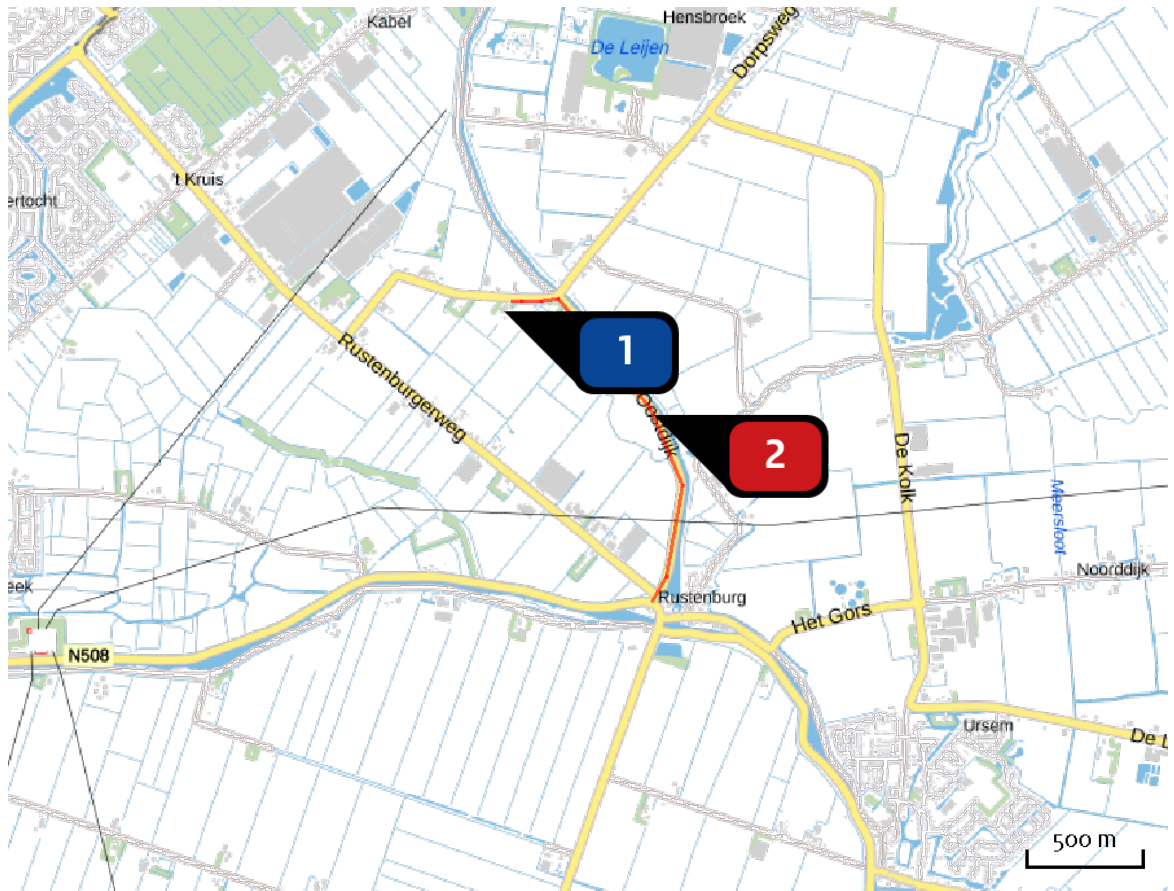 Kabel
Hensbroek
De Leijen
Dorpsweg
't Kruis
ertocht
1
Rustenburgerweg
Oostdijk
2
De Kolk
Meersloot
eek
Noorddijk
Rustenburg
Het Gors
N508
Ursem
De L
500 m